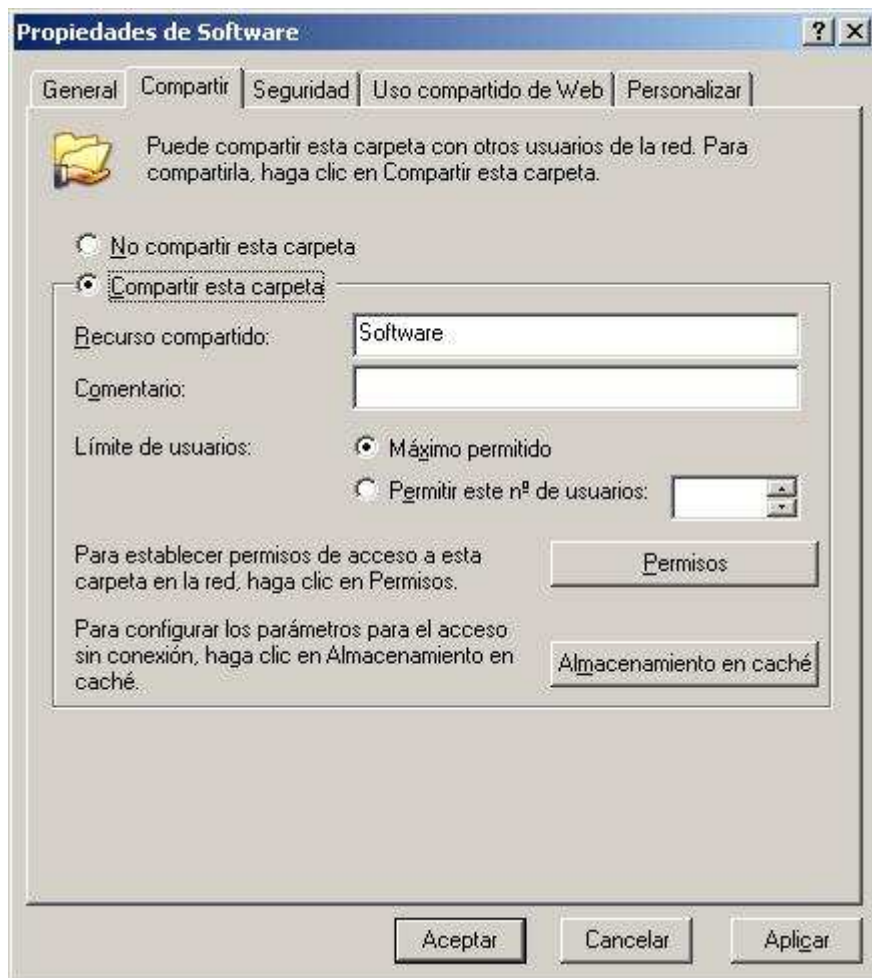 Propiedades de Software
General Compartir Seguridad Uso compartido de Web Personalizar
Puede compartir esta carpeta con otros usuarios de la red. Para
compartirla, haga clic en Compartir esta carpeta.
No compartir esta carpeta
Compartir esta carpeta
Recurso compartido: Software
Comentario:
Límite de usuarios: Máximo permitido
Permitir este nº de usuarios:
Para establecer permisos de acceso a esta
carpeta en la red, haga clic en Permisos.
Permisos
Para configurar los parámetros para el acceso
sin conexión, haga clic en Almacenamiento en
caché.
Almacenamiento en caché
Aceptar Cancelar Aplicar